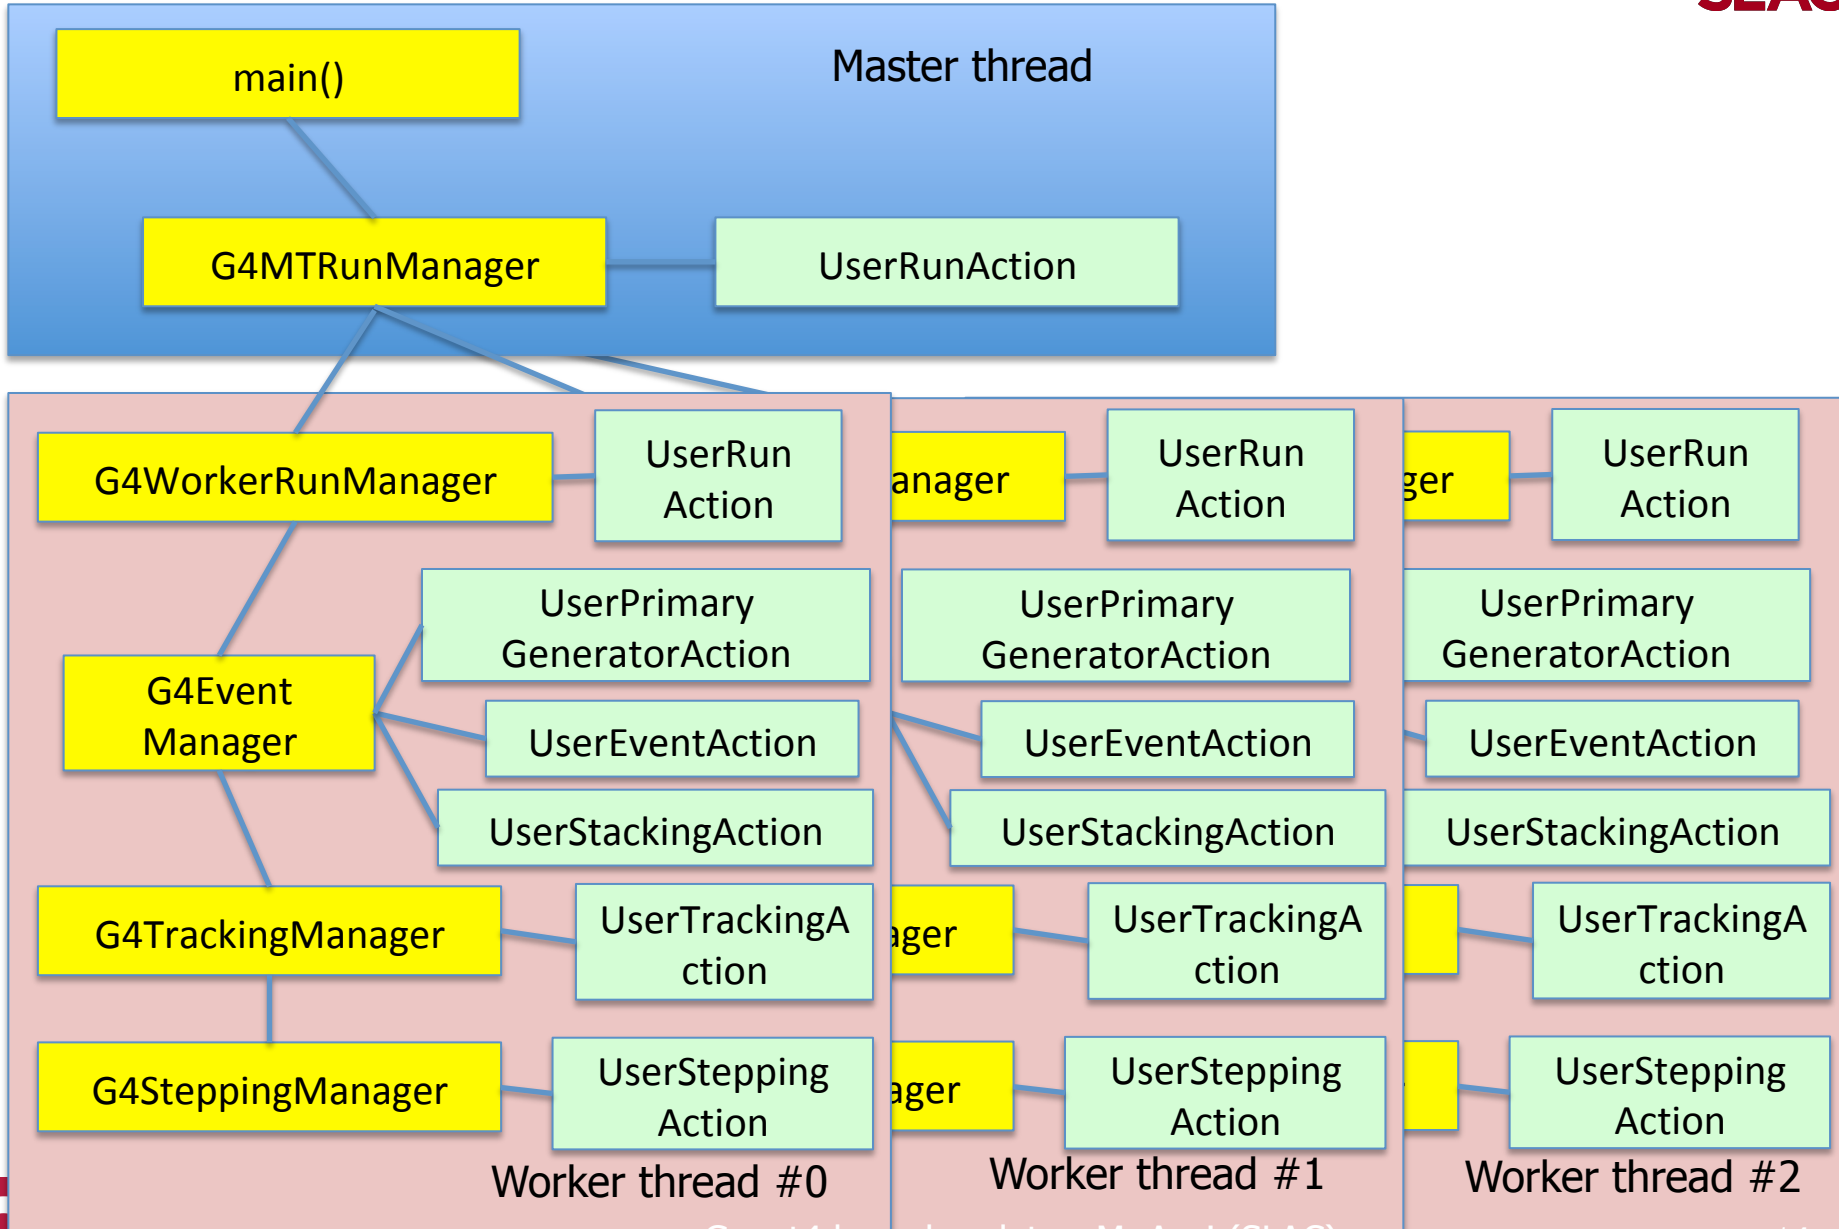 SLAC
main()
Master thread
G4MTRunManager
UserRunAction
G4WorkerRunManager
UserRun
Action
UserPrimary
GeneratorAction
G4Event
Manager
UserEventAction
UserStackingAction
G4TrackingManager
UserTrackingA
ction
G4SteppingManager
UserStepping
Action
Worker thread #0
anager
UserRun
Action
UserPrimary
GeneratorAction
UserEventAction
UserStackingAction
ager
UserTrackingA
ction
ager
UserStepping
Action
Worker thread #1
ger
UserRun
Action
UserPrimary
GeneratorAction
UserEventAction
UserStackingAction
UserTrackingA
ction
UserStepping
Action
Worker thread #2